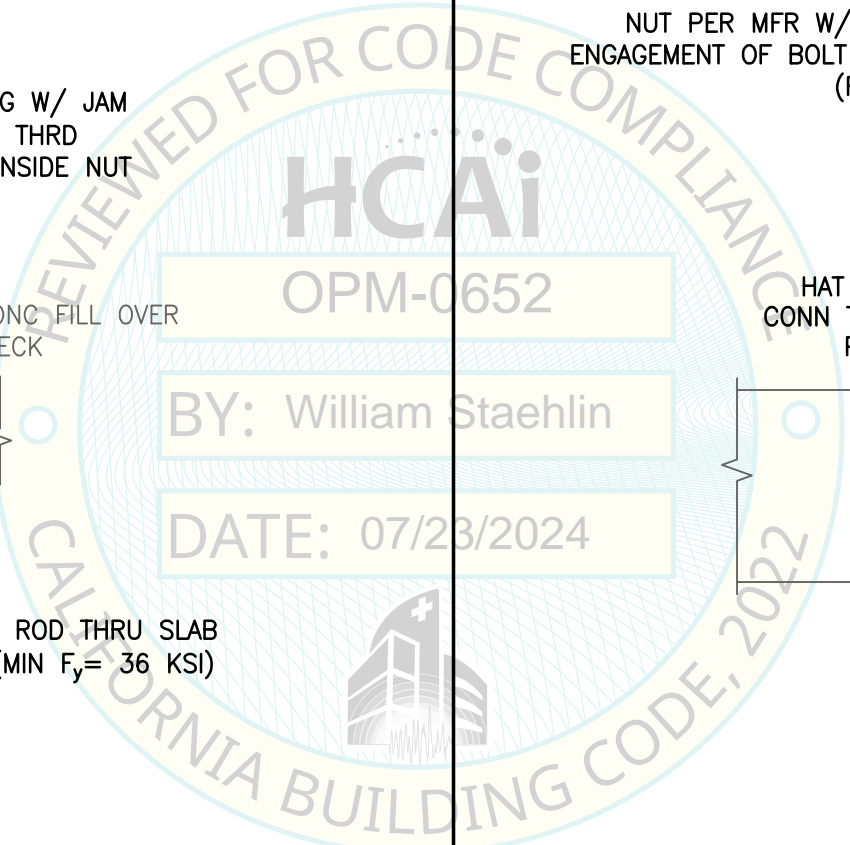 NUT PER MFR W/
ENGAGEMENT OF BOLT
G W/ JAM
THRD
NSIDE NUT
REVIEWED FOR CODE COMPLIANCE
HCAi
OPM-0652
HAT
ONC FILL OVER
CONN
ECK
BY: William Staehlin
DATE: 07/23/2024
ROD THRU SLAB
(MIN Fy= 36 KSI)
CALIFORNIA BUILDING CODE, 2022